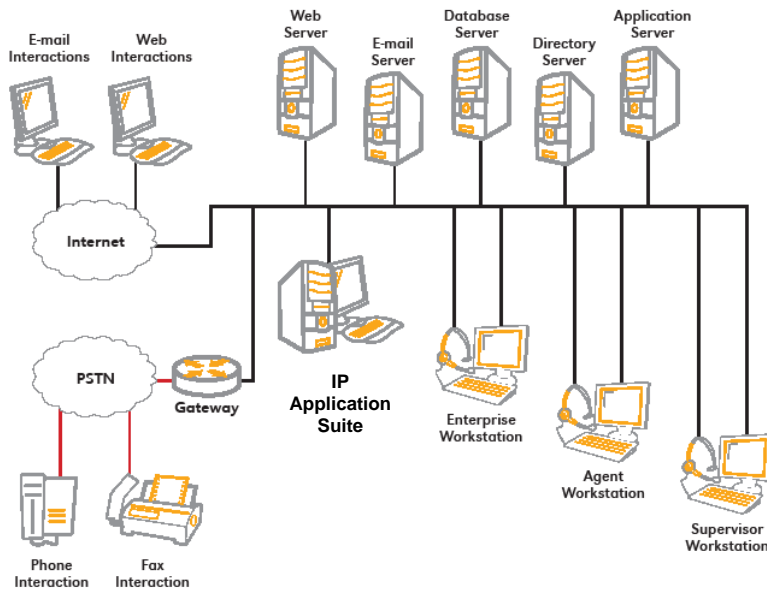 E-mail
Interactions
Web
Interactions
Web
Server
E-mail
Server
Database
Server
Directory
Server
Application
Server
Internet
PSTN
Gateway
IP
Application
Suite
Enterprise
Workstation
Agent
Workstation
Supervisor
Workstation
Phone
Interaction
Fax
Interaction